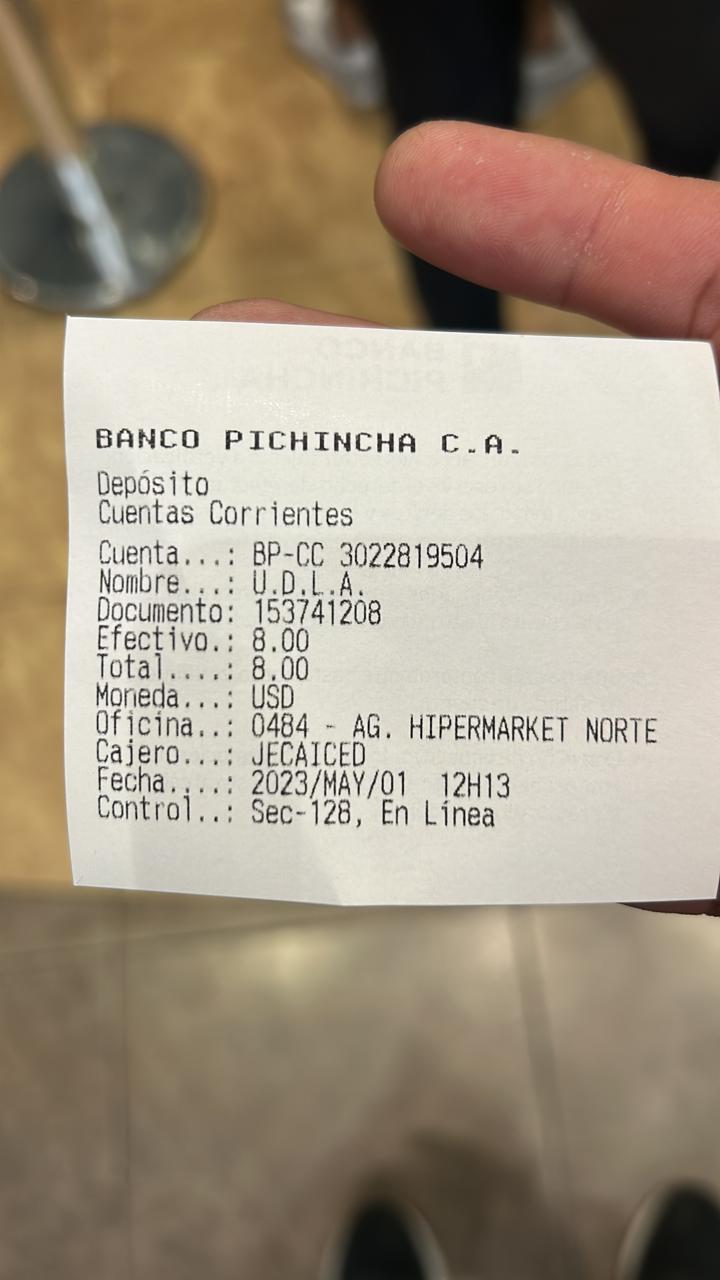 BANCO PICHINCHA C.A.
Depósito
Cuentas Corrientes
Cuenta...: BP-CC 3022819504
Nombre...: U.D.L.A.
Documento: 153741208
Efectivo.: 8.00
Total....: 8.00
Moneda...: USD
Oficina..: 0484 - AG. HIPERMARKET NORTE
Cajero...: JECAICED
Fecha....: 2023/MAY/01 12H13
Control..: Sec-128, En Línea